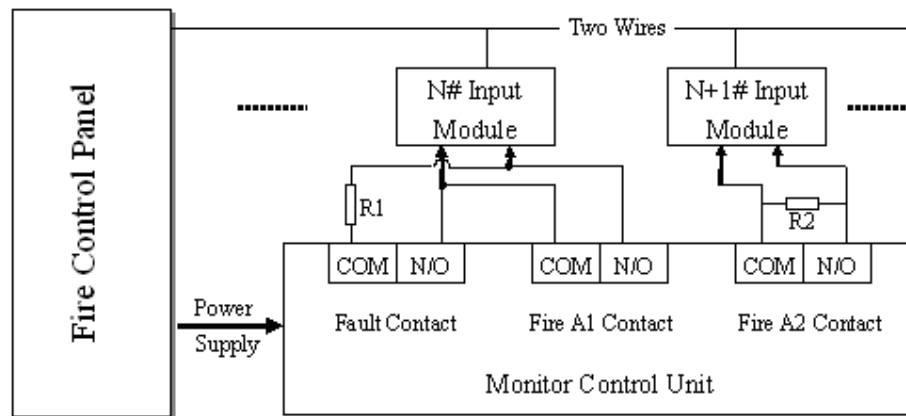 Fire Control Panel
Two Wires
N# Input
Module
N+1# Input
Module
R1
R2
COM N/O
COM N/O
COM N/O
Power
Supply
Fault Contact
Fire A1 Contact
Fire A2 Contact
Monitor Control Unit